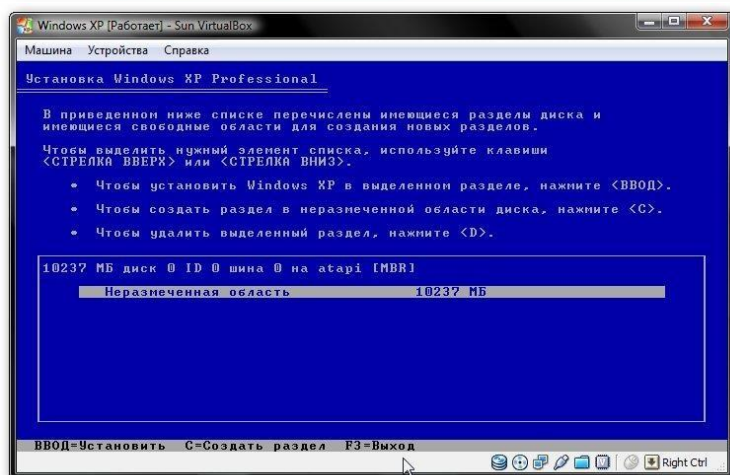 Windows XP [Работает] - Sun VirtualBox
Машина Устройства Справка
Установка Windows XP Professional
В приведенном ниже списке перечислены имеющиеся разделы диска и
имеющиеся свободные области для создания новых разделов.
Чтобы выделить нужный элемент списка, используйте клавиши
<СТРЕЛКА ВВЕРХ> или <СТРЕЛКА ВНИЗ>.
• Чтобы установить Windows XP в выделенном разделе, нажмите <ВВОД>.
• Чтобы создать раздел в неразмеченной области диска, нажмите <C>.
• Чтобы удалить выделенный раздел, нажмите <D>.
10237 МБ диск 0 ID 0 шина 0 на atapi [MBR]
Неразмеченная область 10237 МБ
ВВОД=Установить C=Создать раздел F3=Выход
Right Ctrl